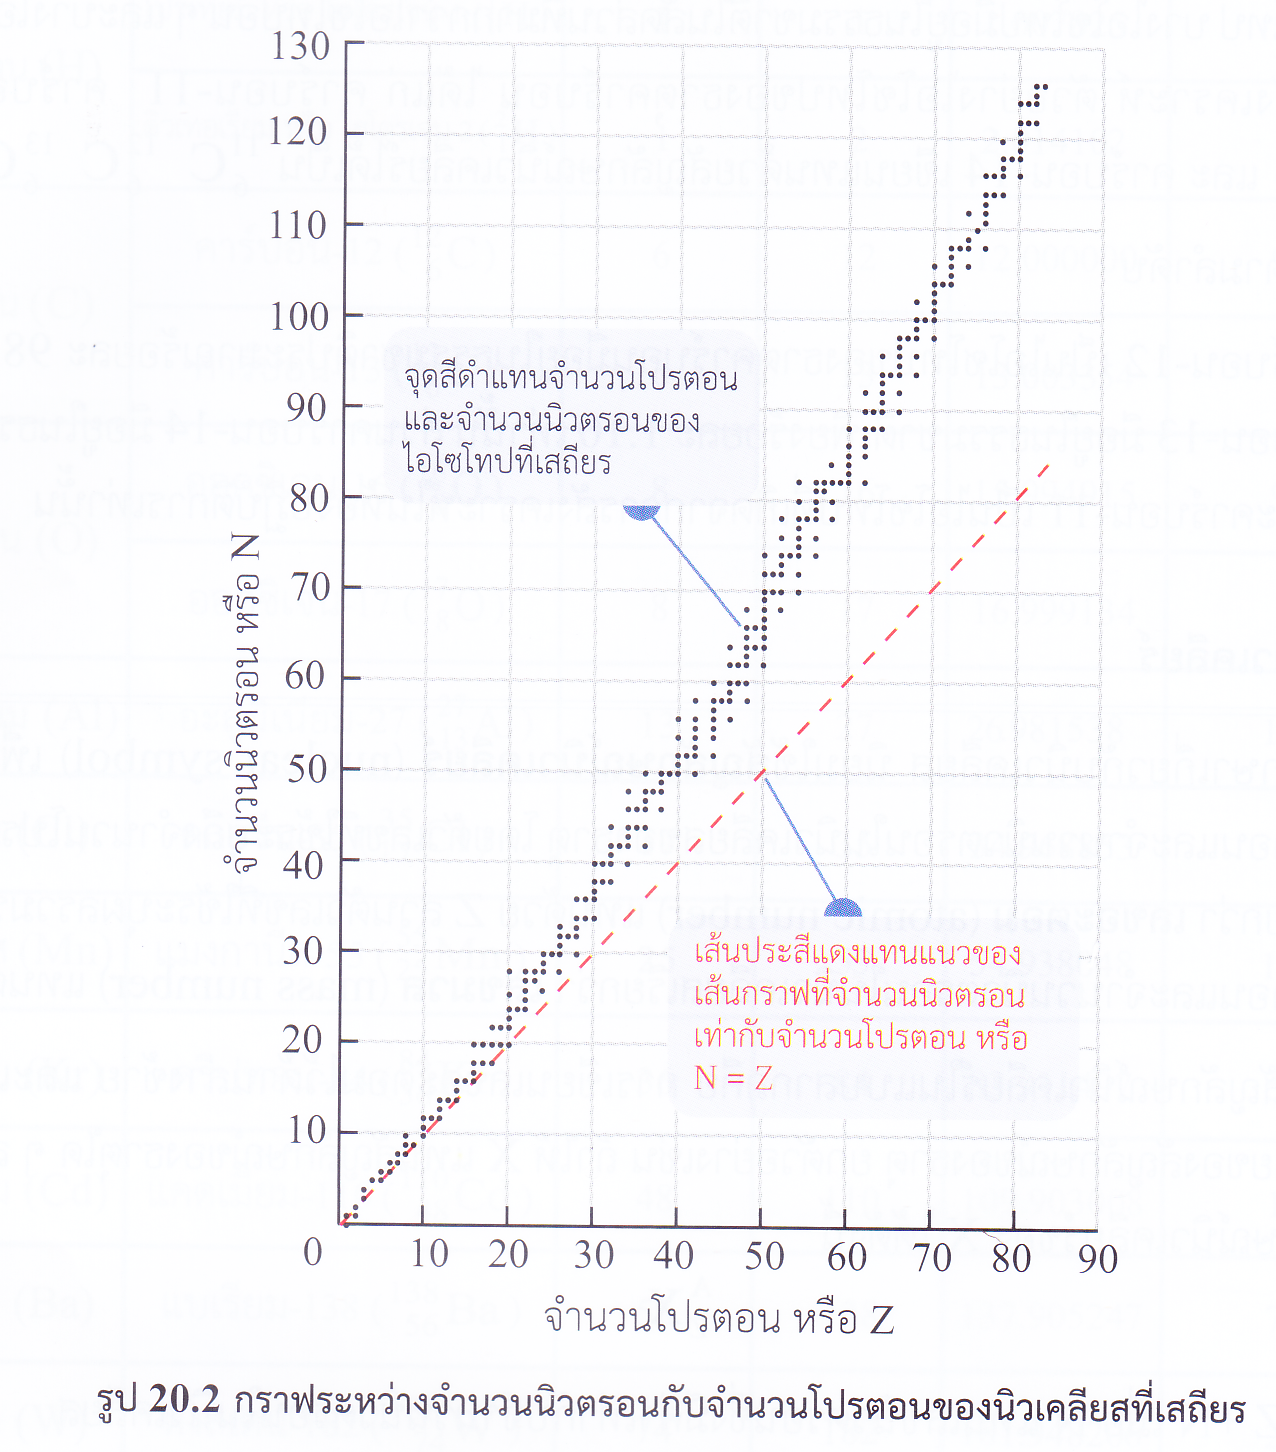 130
120
110
100
90
80
70
60
50
40
30
20
10
0
10 20 30 40 50 60 70 80 90
จำนวนนิวตรอน หรือ N
จุดสีดำแทนจำนวนโปรตอน
และจำนวนนิวตรอนของ
ไอโซโทปที่เสถียร
เส้นประสีแดงแทนแนวของ
เส้นกราฟที่จำนวนนิวตรอน
เท่ากับจำนวนโปรตอน หรือ
N = Z
จำนวนโปรตอน หรือ Z
รูป 20.2 กราฟระหว่างจำนวนนิวตรอนกับจำนวนโปรตอนของนิวเคลียสที่เสถียร